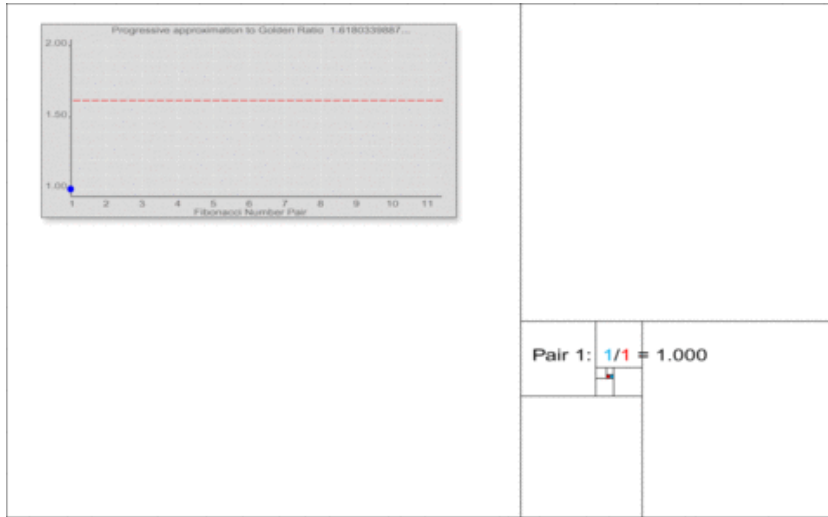 Progressive approximation to Golden Ratio 1.6180339887...
2.00
1.50
1.00
1 2 3 4 5 6 7 8 9 10 11
Fibonacci Number Pair
Pair 1: 1/1 = 1.000